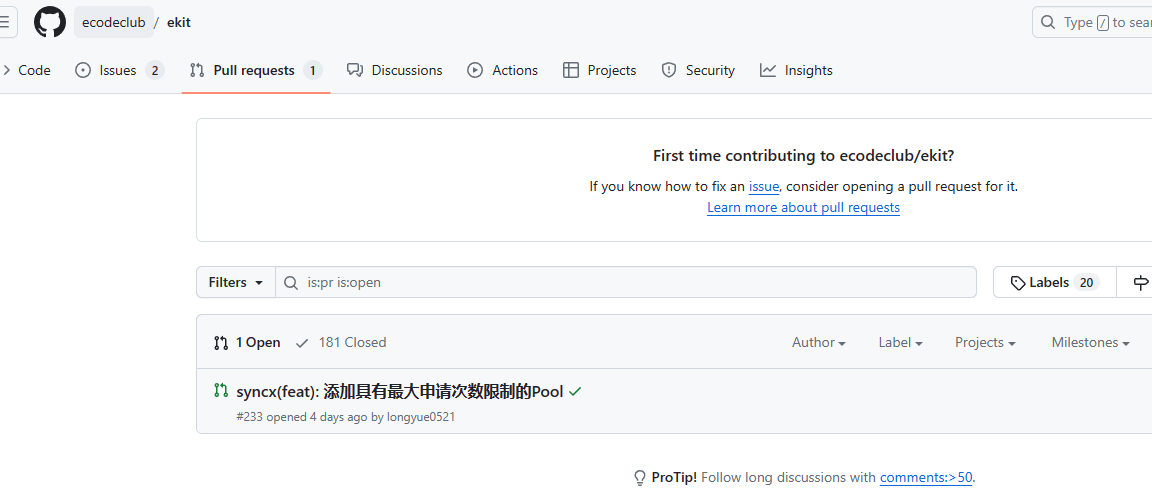 ecodeclub / ekit
Type / to sear
Code Issues 2 Pull requests 1 Discussions Actions Projects Security Insights
First time contributing to ecodeclub/ekit?
If you know how to fix an issue, consider opening a pull request for it.
Learn more about pull requests
Filters is:pr is:open Labels 20
1 Open 181 Closed Author Label Projects Milestones
syncx(feat): 添加具有最大申请次数限制的Pool
#233 opened 4 days ago by longyue0521
ProTip! Follow long discussions with comments:>50.